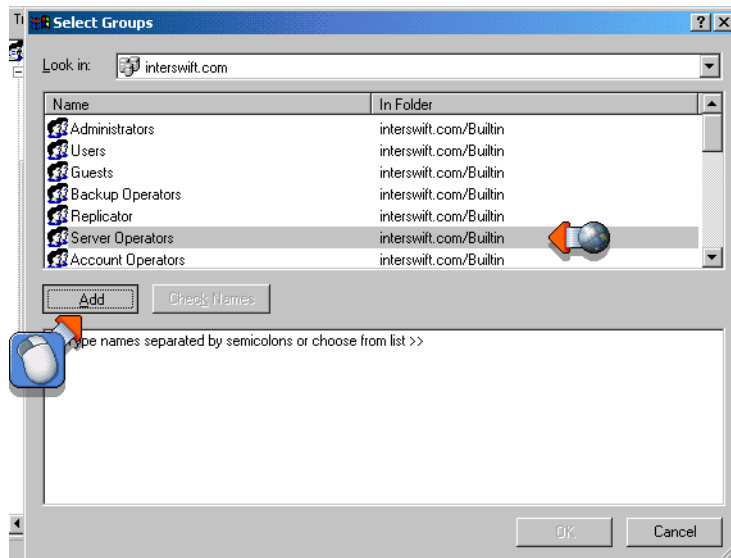 Ti
Select Groups
Look in: interswift.com
Name In Folder
Administrators interswift.com/Builtin
Users interswift.com/Builtin
Guests interswift.com/Builtin
Backup Operators interswift.com/Builtin
Replicator interswift.com/Builtin
Server Operators interswift.com/Builtin
Account Operators interswift.com/Builtin
Add Check Names
ype names separated by semicolons or choose from list >>
OK Cancel